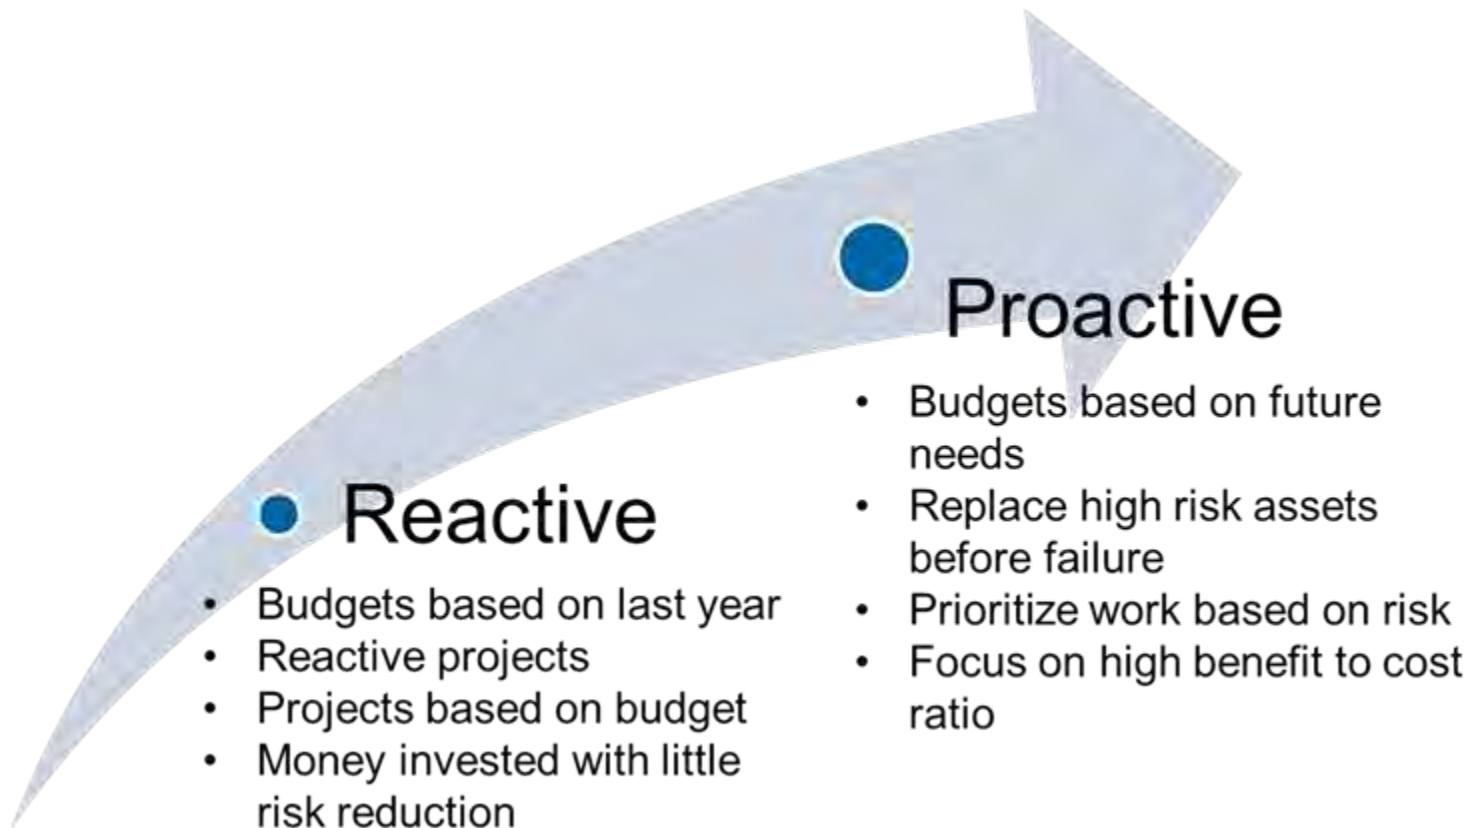 Proactive
• Budgets based on future
needs
• Replace high risk assets
before failure
• Prioritize work based on risk
• Focus on high benefit to cost
ratio
Reactive
• Budgets based on last year
• Reactive projects
• Projects based on budget
• Money invested with little
risk reduction